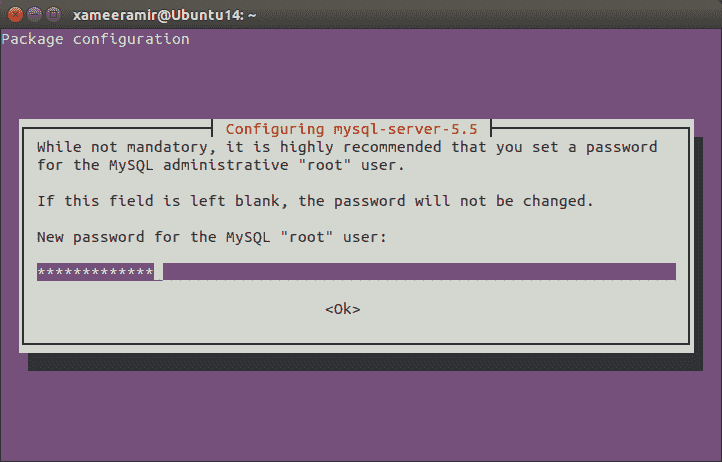 xameeramir@Ubuntu14: ~
Package configuration
Configuring mysql-server-5.5
While not mandatory, it is highly recommended that you set a password
for the MySQL administrative "root" user.
If this field is left blank, the password will not be changed.
New password for the MySQL "root" user:
*************_
<Ok>